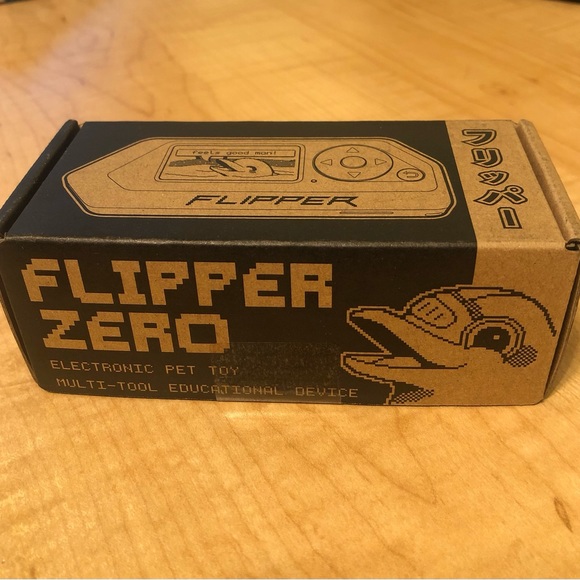 feels good man!
FLIPPER
フリッパー
FLIPPER
ZERO
ELECTRONIC PET TOY
MULTI-TOOL EDUCATIONAL DEVICE